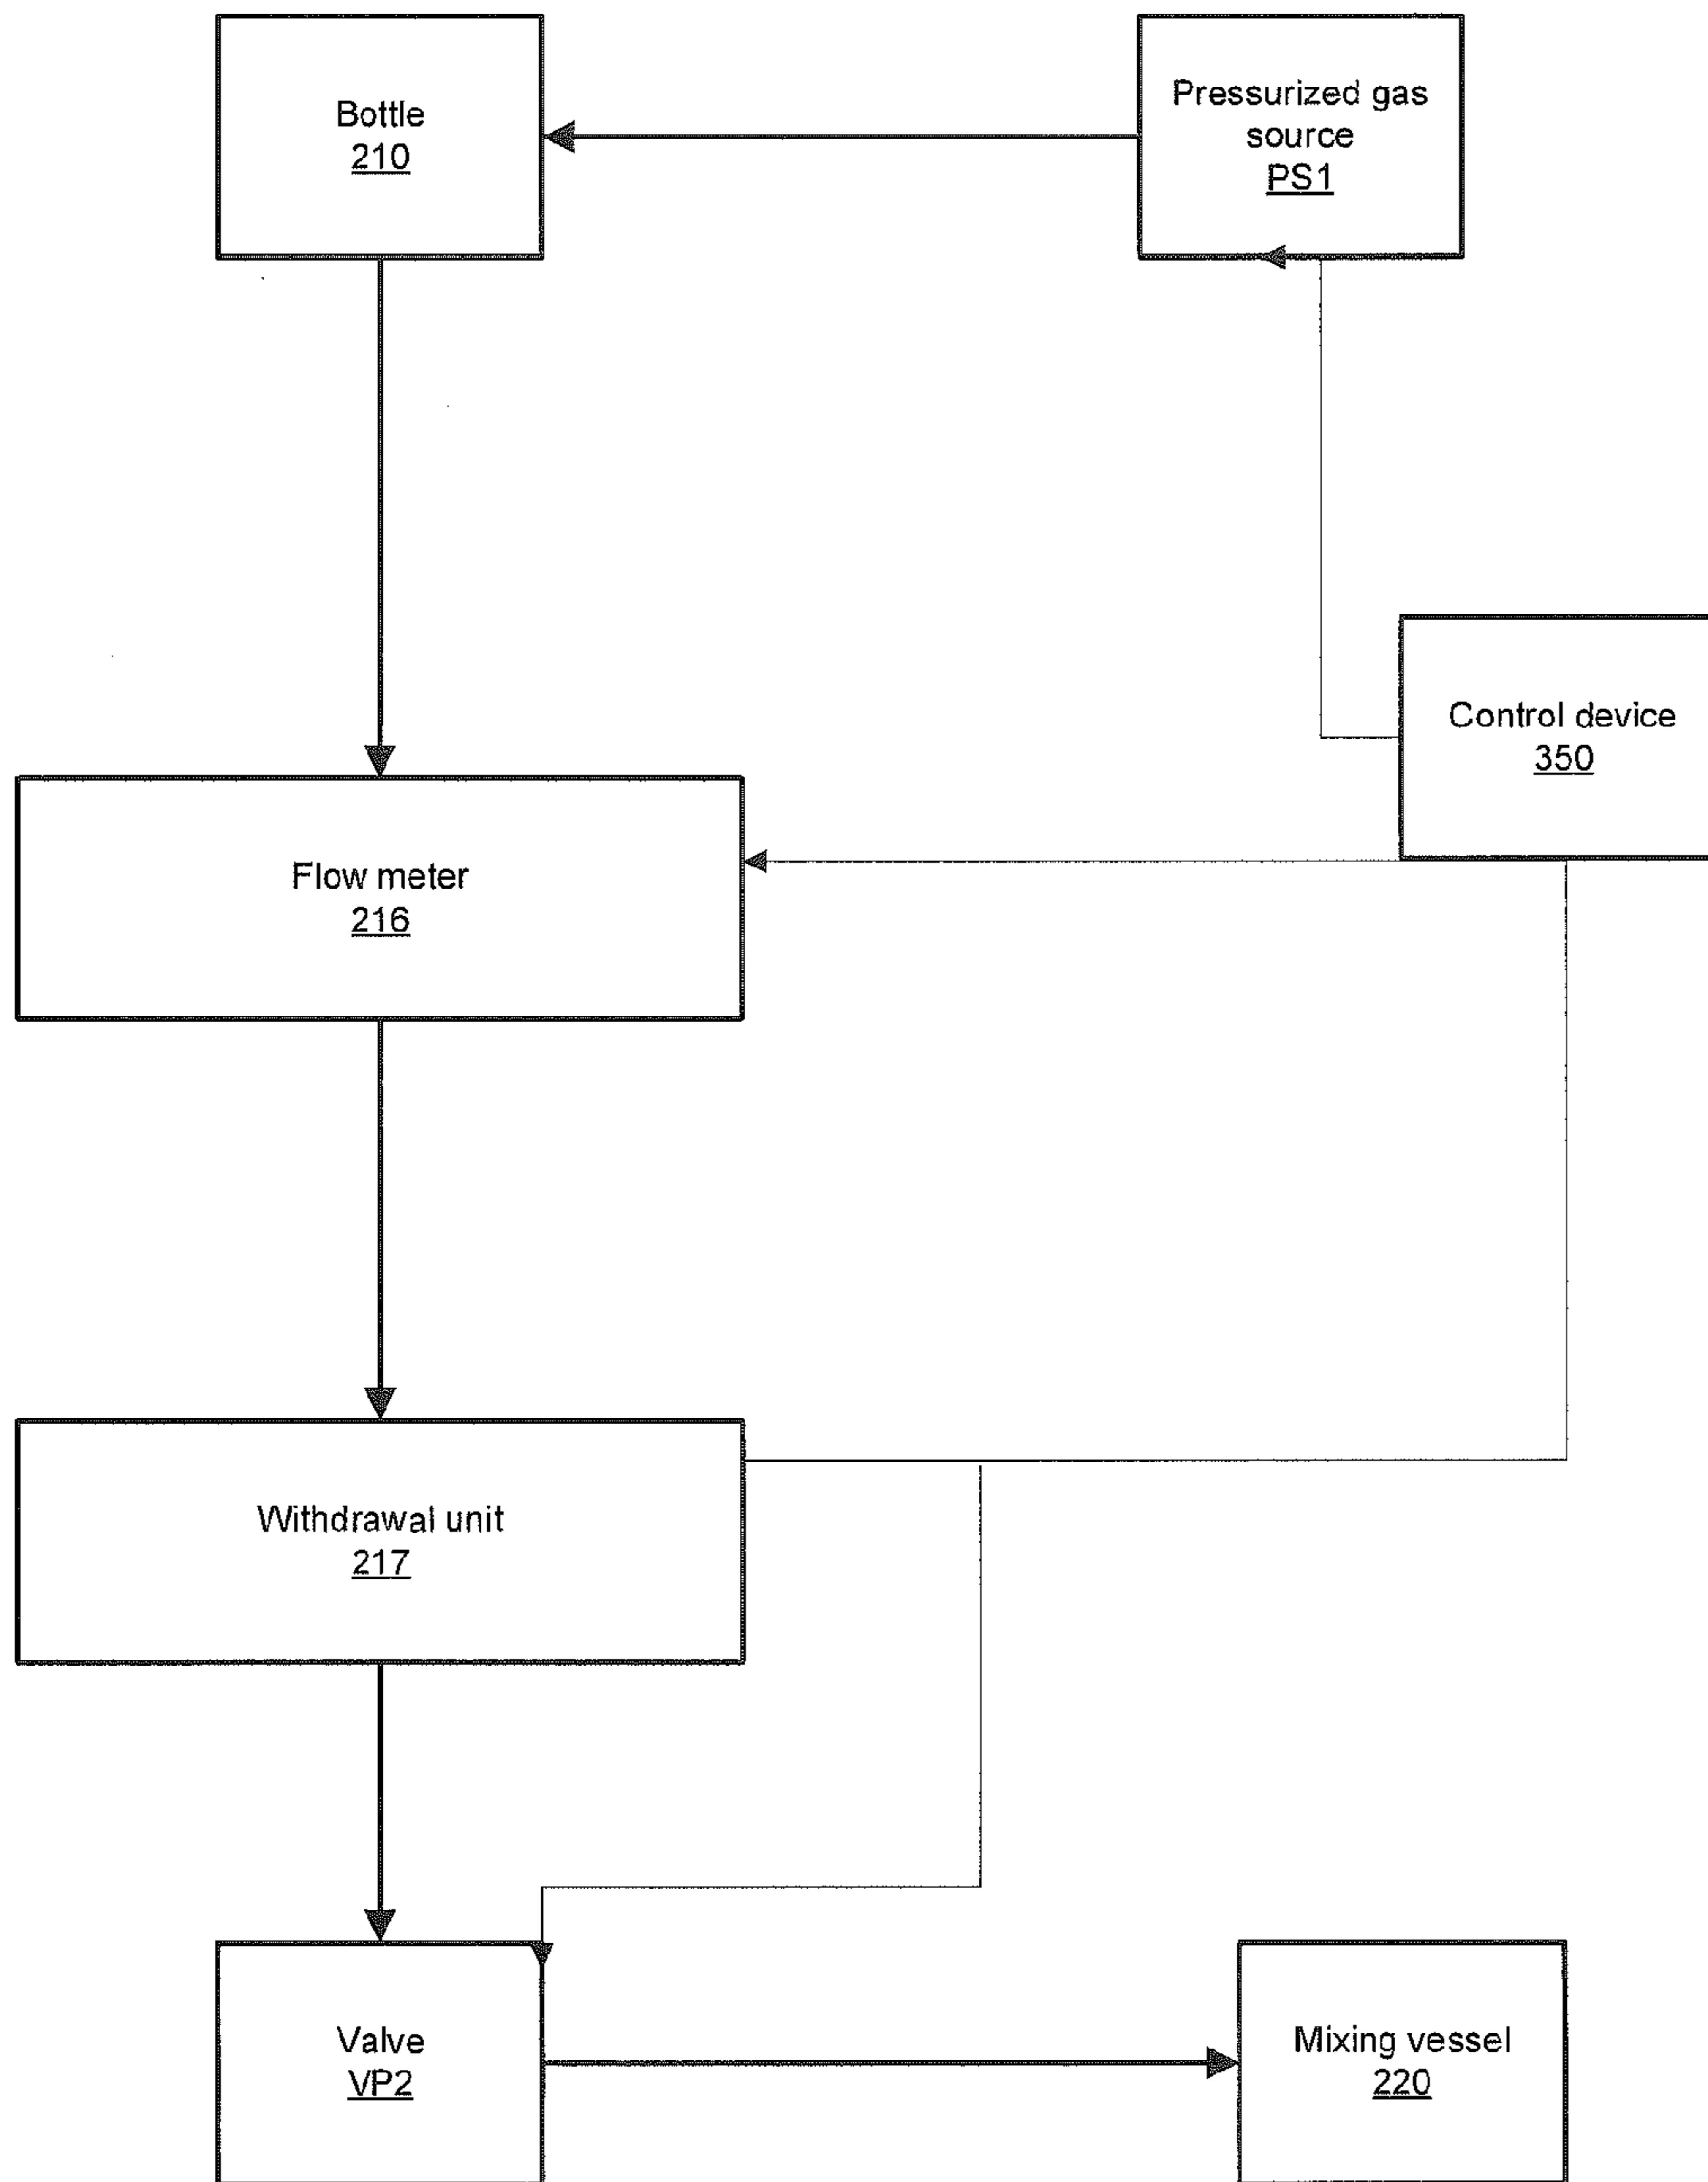 Bottle
210
Pressurized gas
source
PS1
Control device
350
Flow meter
216
Withdrawal unit
217
Valve
VP2
Mixing vessel
220